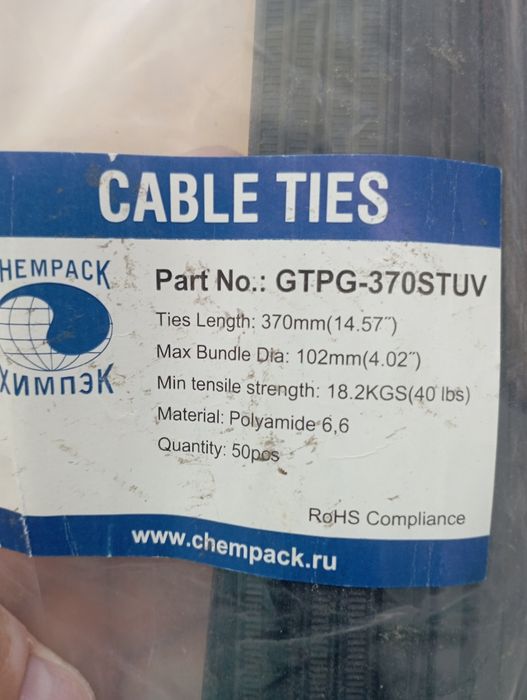 CABLE TIES
HEMPACK
ХИМПЭК
Part No.: GTPG-370STUV
Ties Length: 370mm(14.57˝)
Max Bundle Dia: 102mm(4.02˝)
Min tensile strength: 18.2KGS(40 lbs)
Material: Polyamide 6,6
Quantity: 50pcs
RoHS Compliance
www.chempack.ru